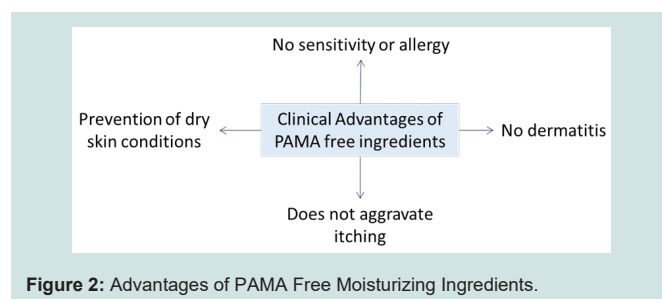 No sensitivity or allergy
Prevention of dry
skin conditions
Clinical Advantages of
PAMA free ingredients
No dermatitis
Does not aggravate
itching
Figure 2: Advantages of PAMA Free Moisturizing Ingredients.